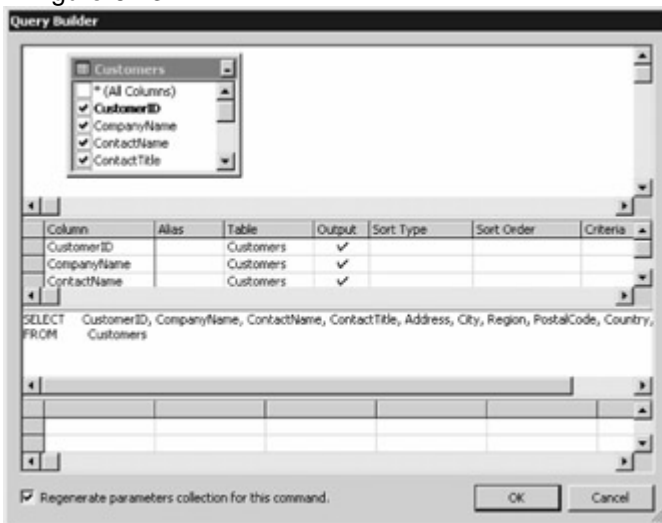 Query Builder
Customers
* (All Columns)
CustomerID
CompanyName
ContactName
ContactTitle
Column Alias Table Output Sort Type Sort Order Criteria
CustomerID Customers
CompanyName Customers
ContactName Customers
SELECT CustomerID, CompanyName, ContactName, ContactTitle, Address, City, Region, PostalCode, Country,
FROM Customers
Regenerate parameters collection for this command.
OK Cancel